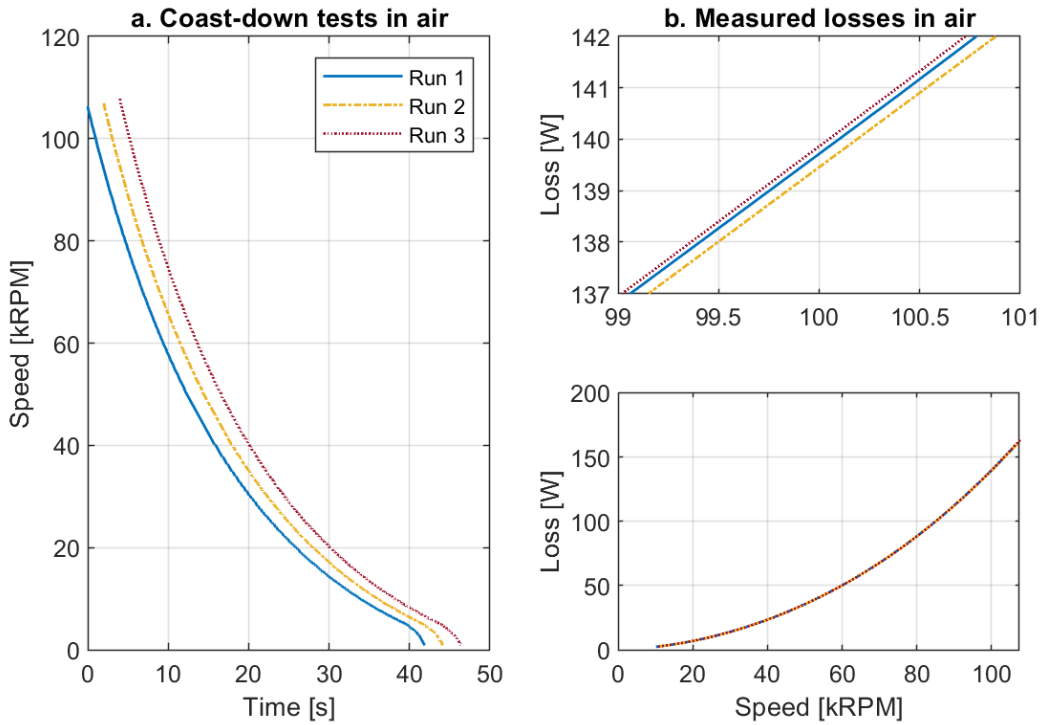 a. Coast-down tests in air
120
100
80
60
40
20
0
Speed [kRPM]
0 10 20 30 40 50
Time [s]
Run 1
Run 2
Run 3
b. Measured losses in air
142
141
140
139
138
137
Loss [W]
99 99.5 100 100.5 101
200
150
100
50
0
Loss [W]
0 20 40 60 80 100
Speed [kRPM]